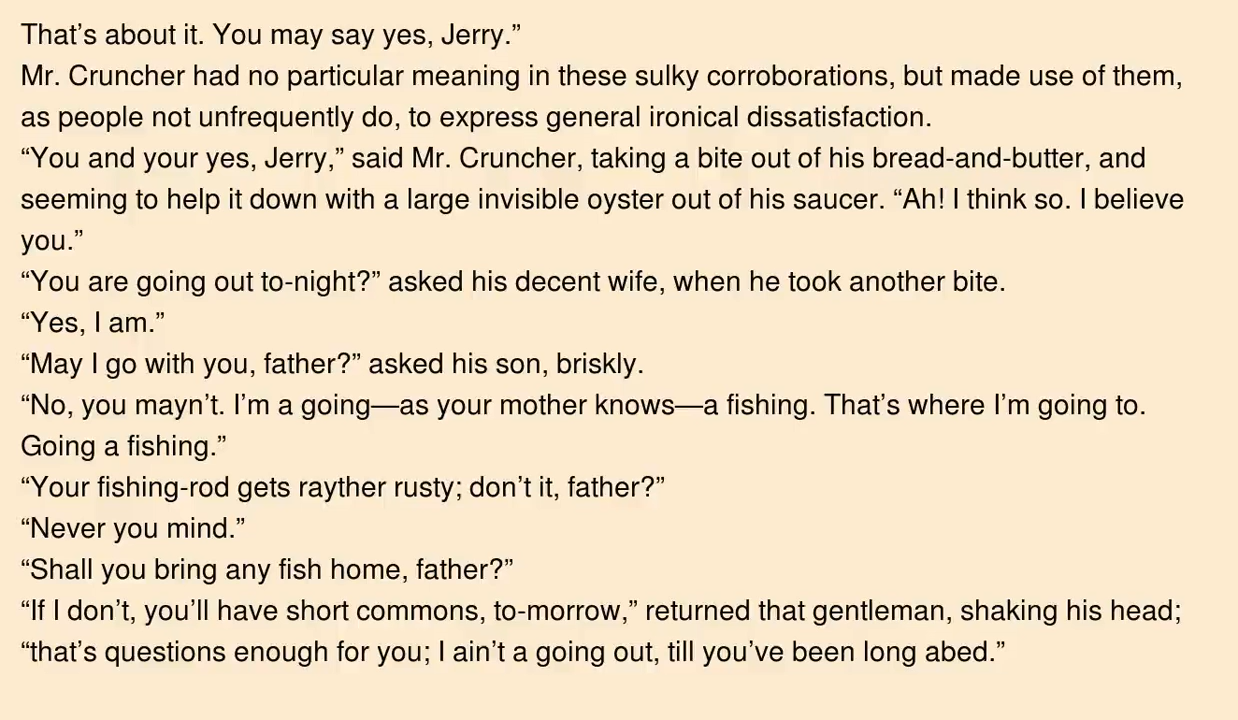 That’s about it. You may say yes, Jerry.”
Mr. Cruncher had no particular meaning in these sulky corroborations, but made use of them,
as people not unfrequently do, to express general ironical dissatisfaction.
“You and your yes, Jerry,” said Mr. Cruncher, taking a bite out of his bread-and-butter, and
seeming to help it down with a large invisible oyster out of his saucer. “Ah! I think so. I believe
you.”
“You are going out to-night?” asked his decent wife, when he took another bite.
“Yes, I am.”
“May I go with you, father?” asked his son, briskly.
“No, you mayn’t. I’m a going—as your mother knows—a fishing. That’s where I’m going to.
Going a fishing.”
“Your fishing-rod gets rayther rusty; don’t it, father?”
“Never you mind.”
“Shall you bring any fish home, father?”
“If I don’t, you’ll have short commons, to-morrow,” returned that gentleman, shaking his head;
“that’s questions enough for you; I ain’t a going out, till you’ve been long abed.”